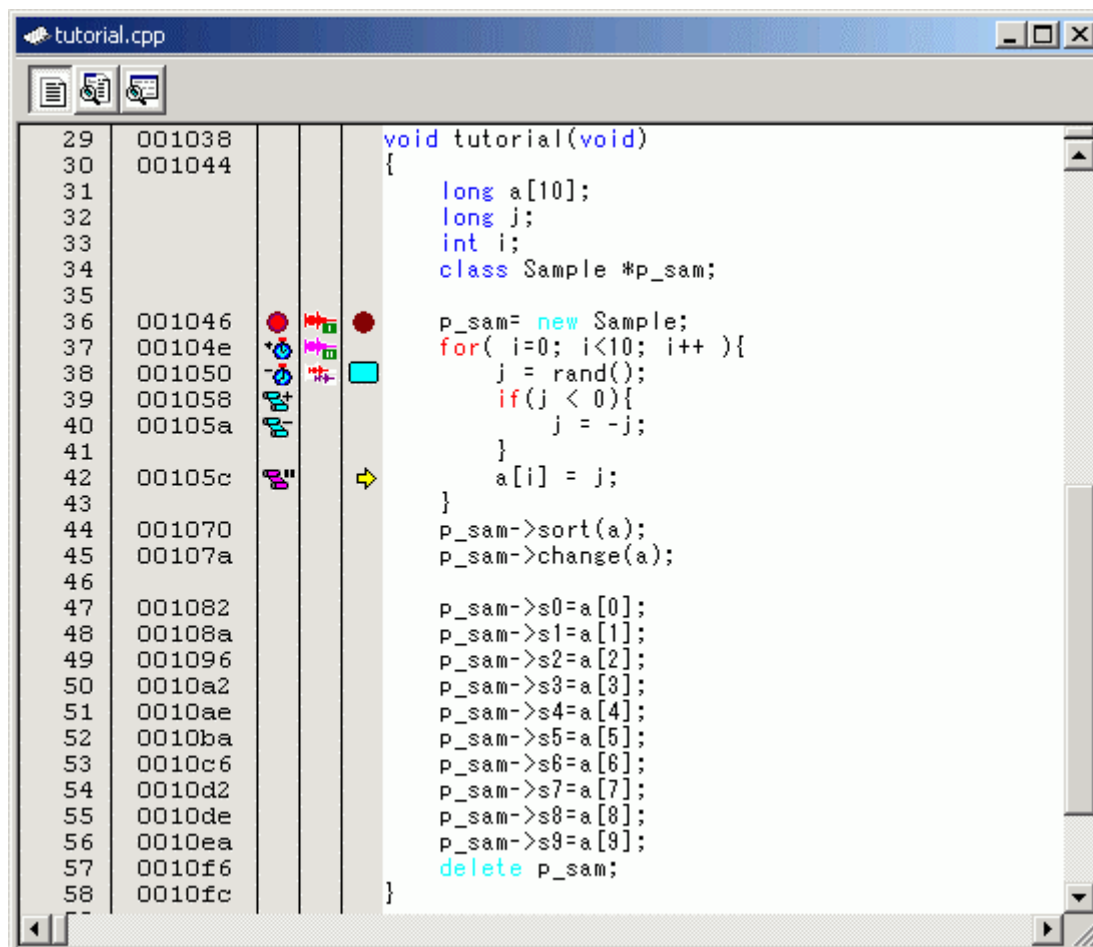 tutorial.cpp
29 001038 void tutorial(void)
30 001044 {
31 long a[10];
32 long j;
33 int i;
34 class Sample *p_sam;
35
36 001046 p_sam= new Sample;
37 00104e for( i=0; i<10; i++ ){
38 001050 j = rand();
39 001058 if(j < 0){
40 00105a j = -j;
41 }
42 00105c a[i] = j;
43 }
44 001070 p_sam->sort(a);
45 00107a p_sam->change(a);
46
47 001082 p_sam->s0=a[0];
48 00108a p_sam->s1=a[1];
49 001096 p_sam->s2=a[2];
50 0010a2 p_sam->s3=a[3];
51 0010ae p_sam->s4=a[4];
52 0010ba p_sam->s5=a[5];
53 0010c6 p_sam->s6=a[6];
54 0010d2 p_sam->s7=a[7];
55 0010de p_sam->s8=a[8];
56 0010ea p_sam->s9=a[9];
57 0010f6 delete p_sam;
58 0010fc }